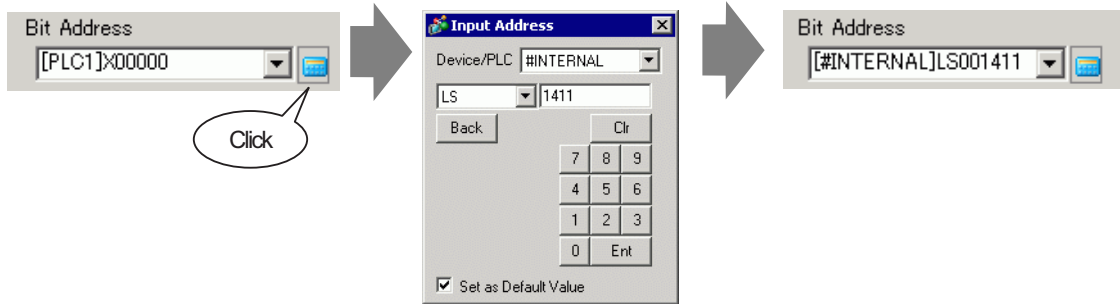 Bit Address
[PLC1]X00000
Click
Input Address
Device/PLC #INTERNAL
LS 1411
Back Clr
7 8 9
4 5 6
1 2 3
0 Ent
Set as Default Value
Bit Address
[#INTERNAL]LS001411